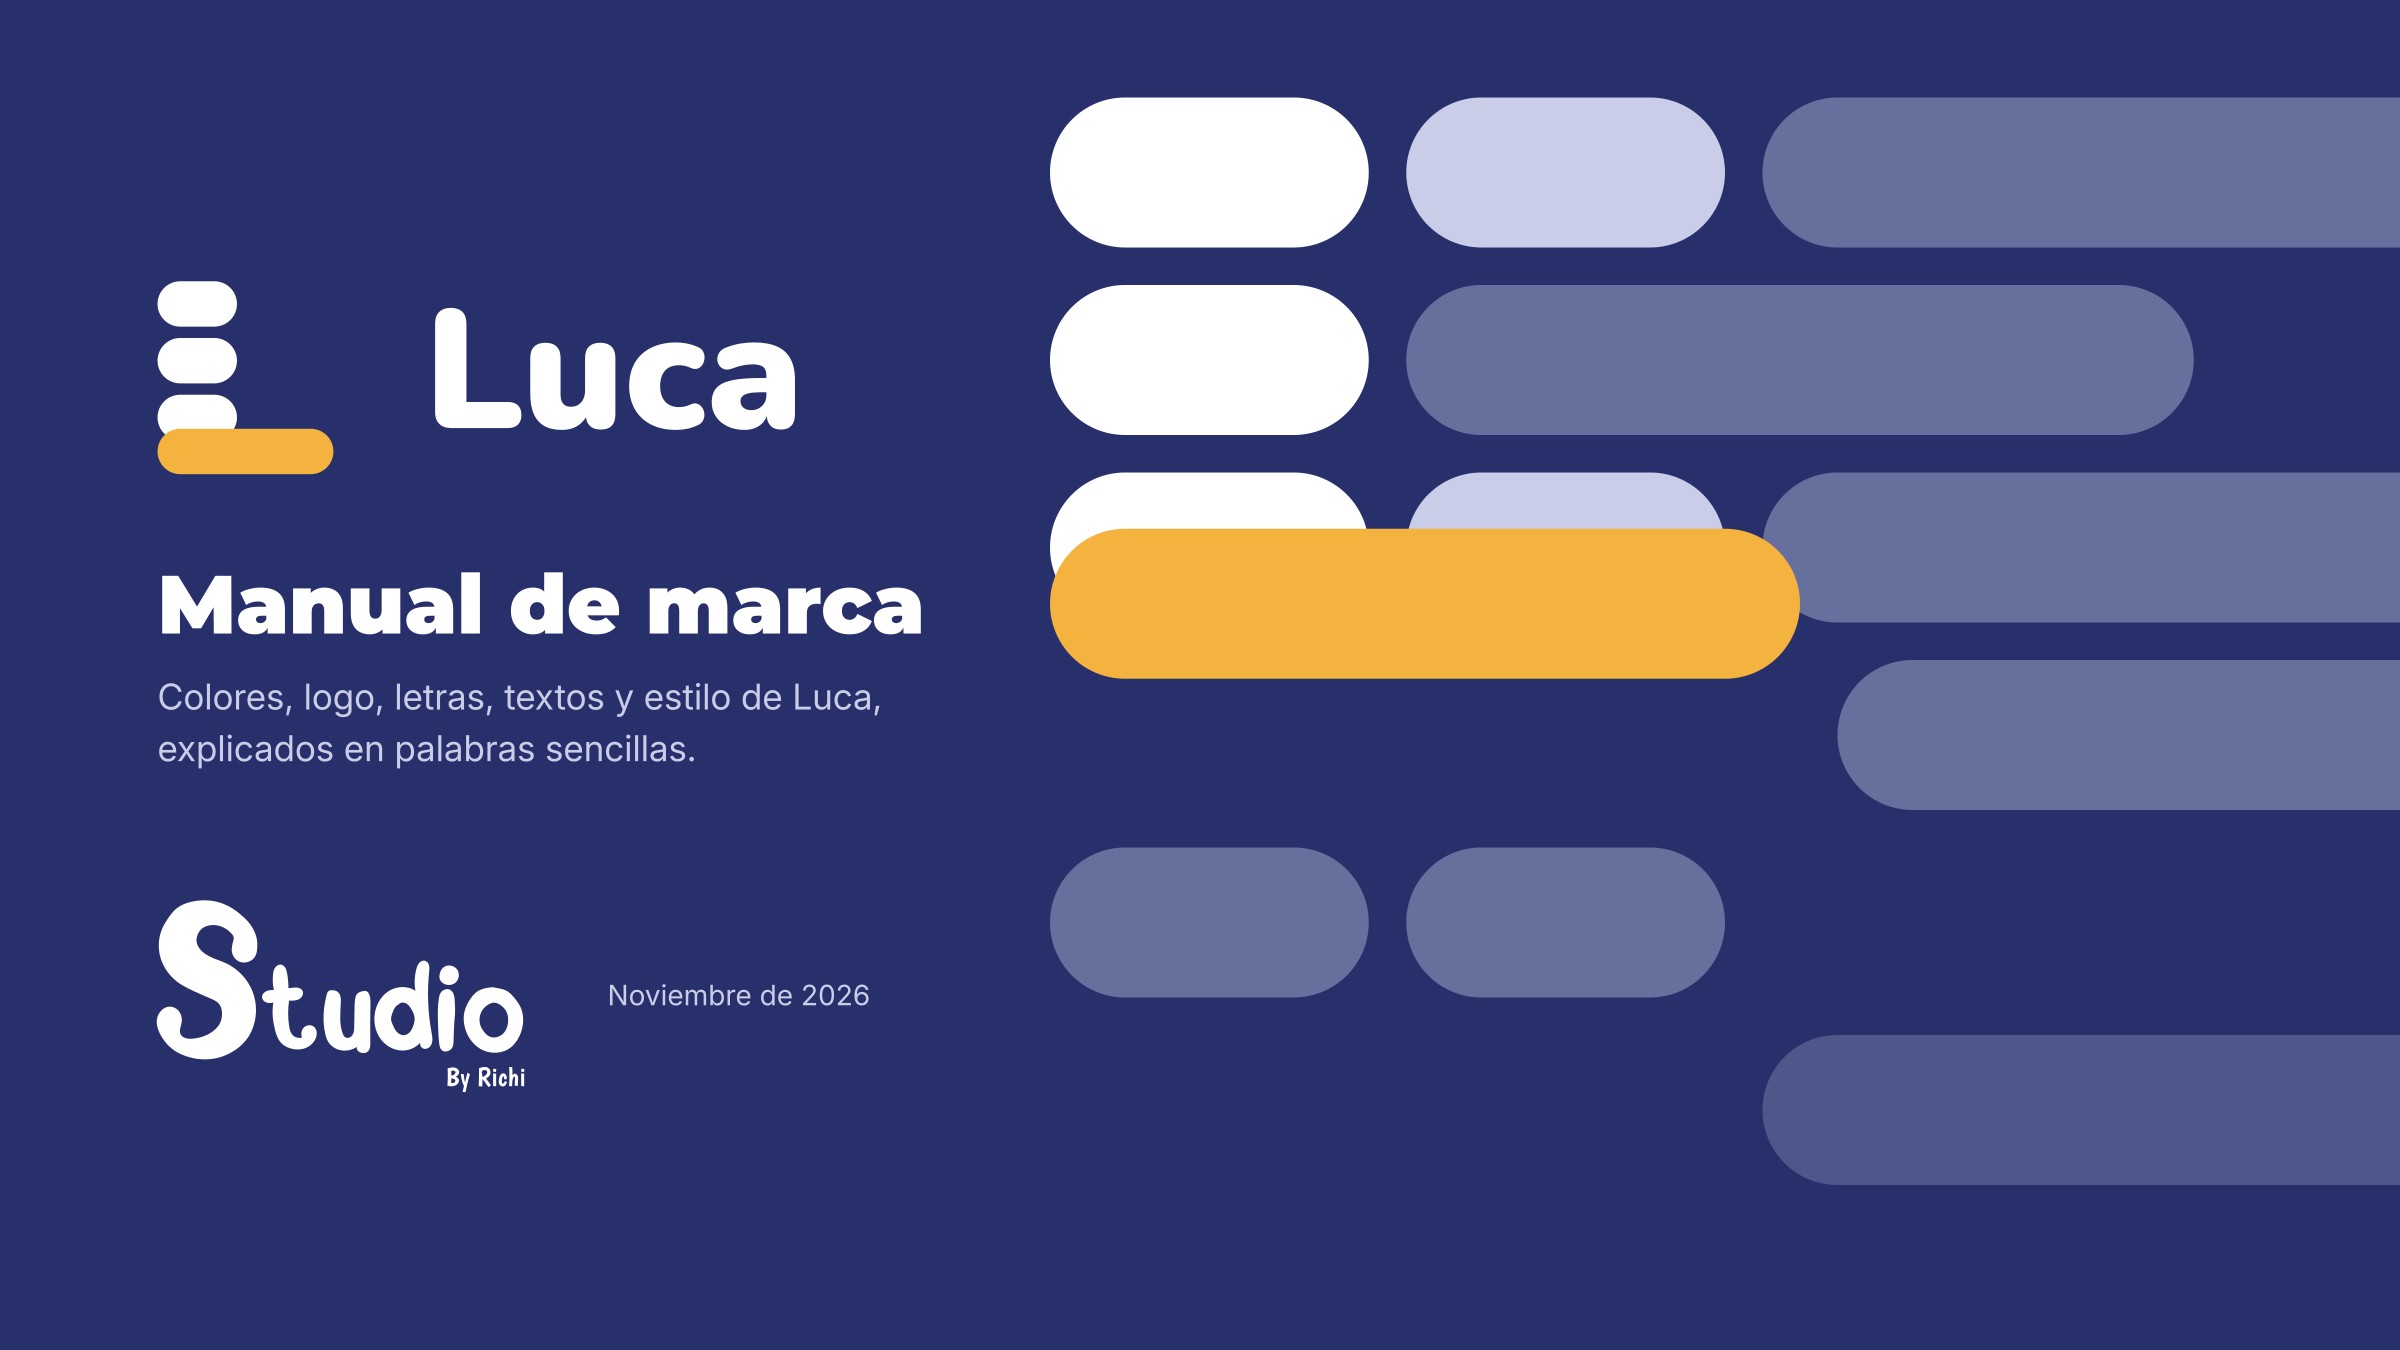 Luca
Manual de marca
Colores, logo, letras, textos y estilo de Luca,
explicados en palabras sencillas.
Studio
By Richi
Noviembre de 2026